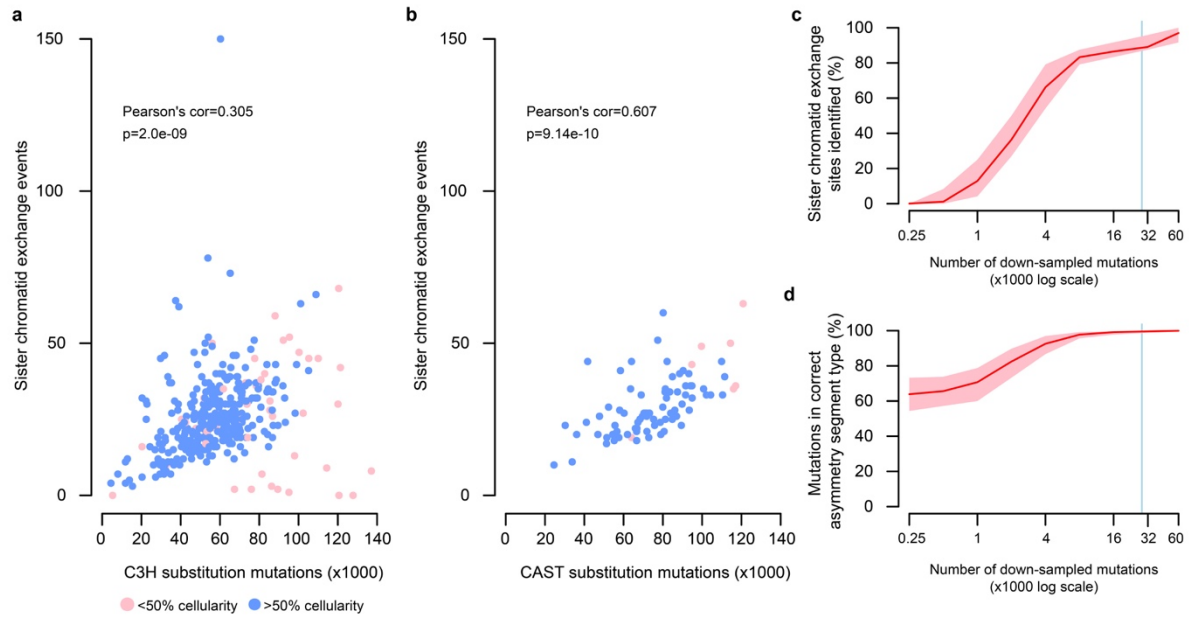 a
150
100
50
0
Sister chromatid exchange events
Pearson's cor=0.305
p=2.0e-09
0 20 40 60 80 100 120 140
C3H substitution mutations (x1000)
<50% cellularity >50% cellularity
b
150
100
50
0
Sister chromatid exchange events
Pearson's cor=0.607
p=9.14e-10
0 20 40 60 80 100 120 140
CAST substitution mutations (x1000)
c
100
80
60
40
20
0
Sister chromatid exchange
sites identified (%)
0.25 1 4 16 32 60
Number of down-sampled mutations
(x1000 log scale)
d
100
80
60
40
20
0
Mutations in correct
asymmetry segment type (%)
0.25 1 4 16 32 60
Number of down-sampled mutations
(x1000 log scale)